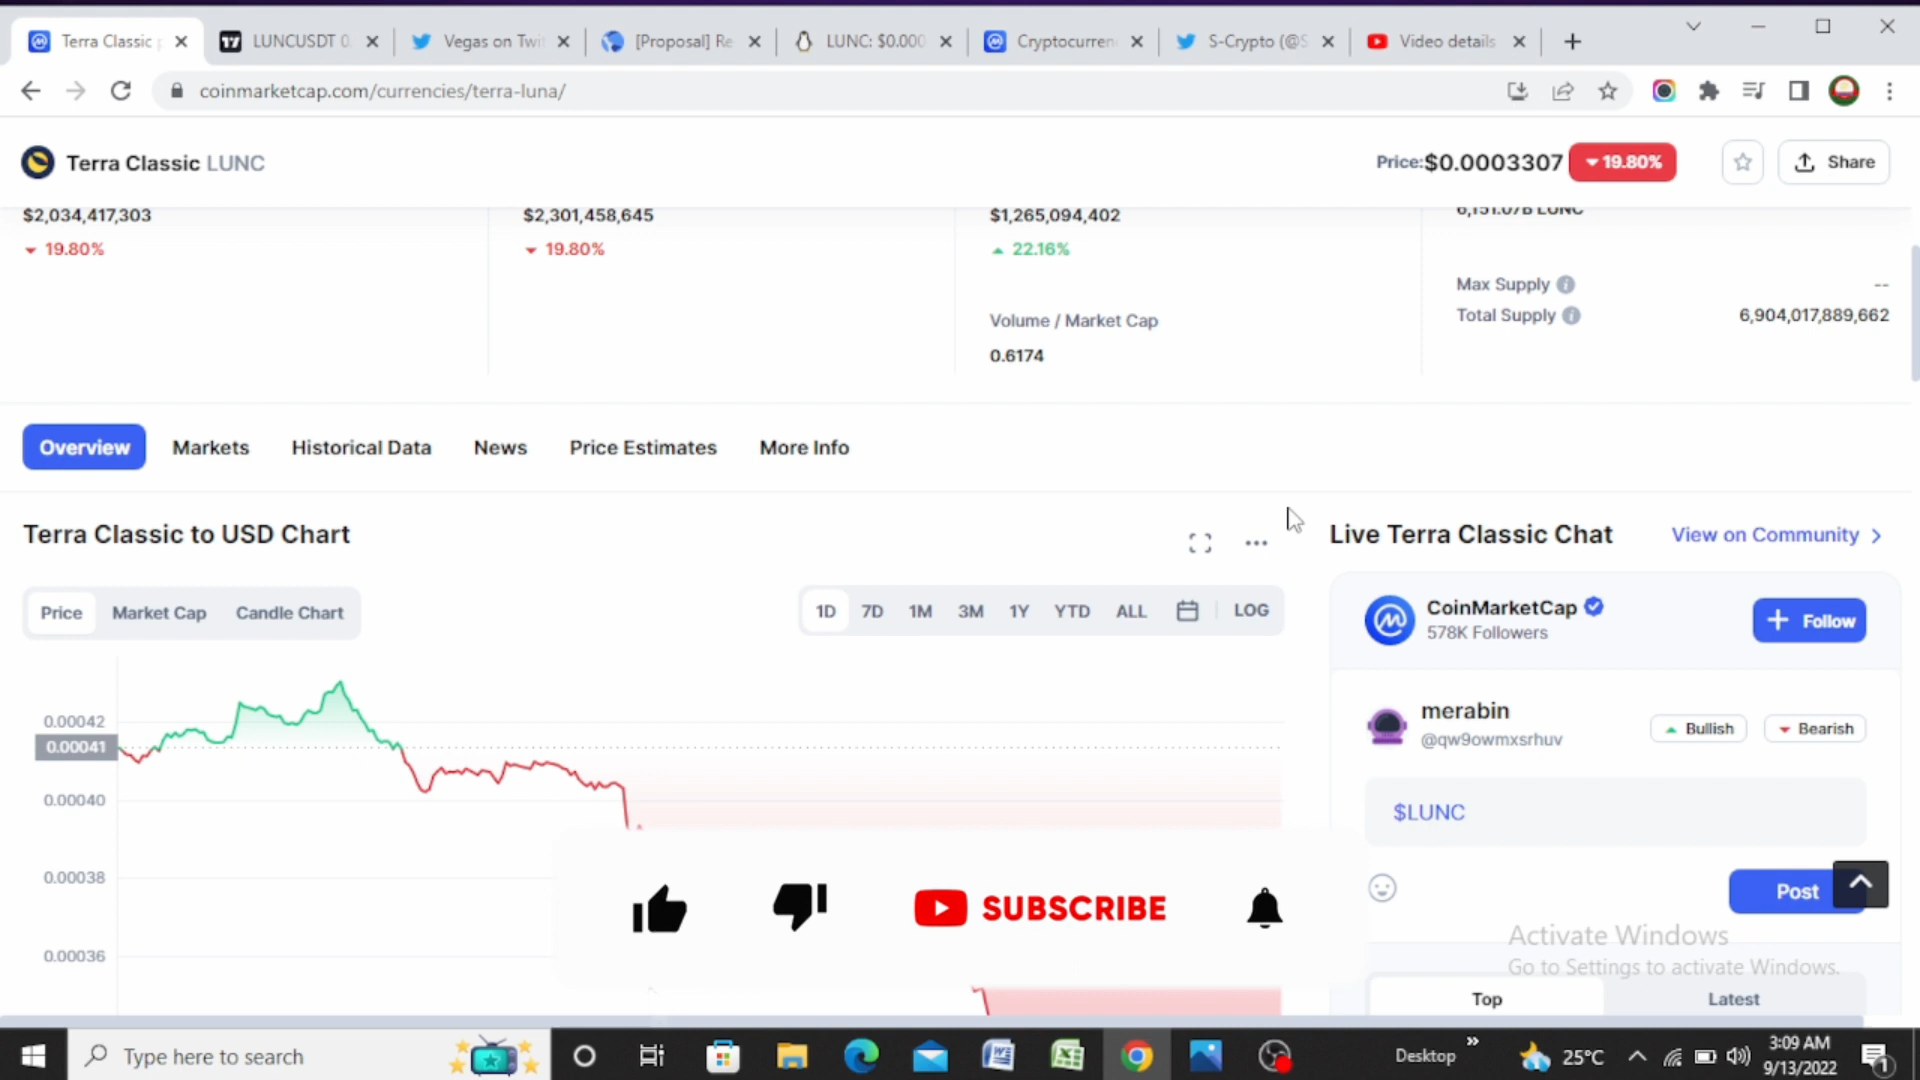 Terra Classic p
LUNCUSDT 0.
Vegas on Twit
[Proposal] Re
LUNC: $0.000
Cryptocurren
S-Crypto (@S
Video details
coinmarketcap.com/currencies/terra-luna/
Terra Classic LUNC
Price:$0.0003307
19.80%
Share
$2,034,417,303
$2,301,458,645
$1,265,094,402
6,151.07B LUNC
19.80%
19.80%
22.16%
Max Supply --
Total Supply 6,904,017,889,662
Volume / Market Cap
0.6174
Overview
Markets
Historical Data
News
Price Estimates
More Info
Terra Classic to USD Chart
Live Terra Classic Chat
View on Community
Price
Market Cap
Candle Chart
1D
7D
1M
3M
1Y
YTD
ALL
LOG
CoinMarketCap
578K Followers
+ Follow
merabin
@qw9owmxsrhuv
Bullish
Bearish
$LUNC
Post
0.00042
0.00041
0.00040
0.00038
0.00036
SUBSCRIBE
Activate Windows
Go to Settings to activate Windows.
Top
Latest
Type here to search
Desktop
25°C
3:09 AM
9/13/2022
1